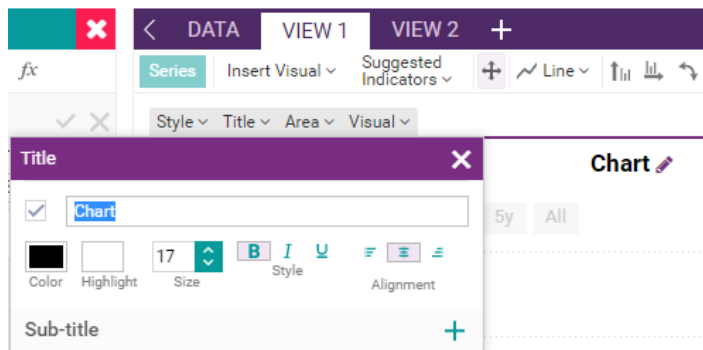 DATA VIEW 1 VIEW 2 +
fx Series Insert Visual Suggested Indicators Line
Style Title Area Visual
Title
Chart
Chart
5y All
17 B I U
Color Highlight Size Style Alignment
Sub-title +